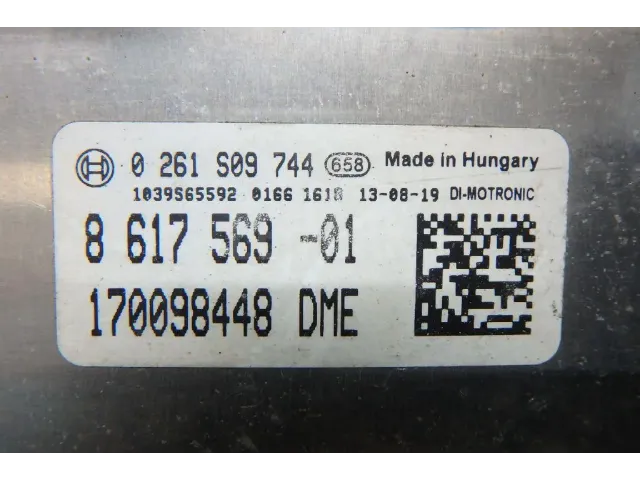 0 261 S09 744 658 Made in Hungary
1039S65592 0166 1618 13-08-19 DI-MOTRONIC
8 617 569 -01
170098448 DME